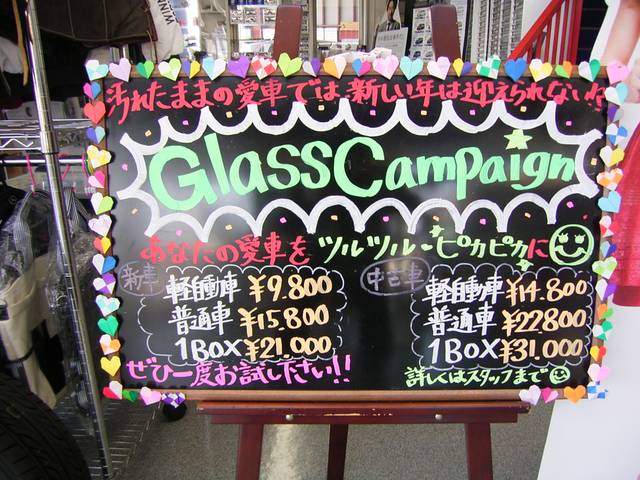 汚れたままの愛車では新しい年は迎えられない!!
Glass Campaign
あなたの愛車をツルツル・ピカピカに
新車
軽自動車 ¥9.800
普通車 ¥15.800
1BOX ¥21.000
中古車
軽自動車 ¥14.800
普通車 ¥22800
1BOX ¥31.000
ぜひ一度お試し下さい!!
詳しくはスタッフまで